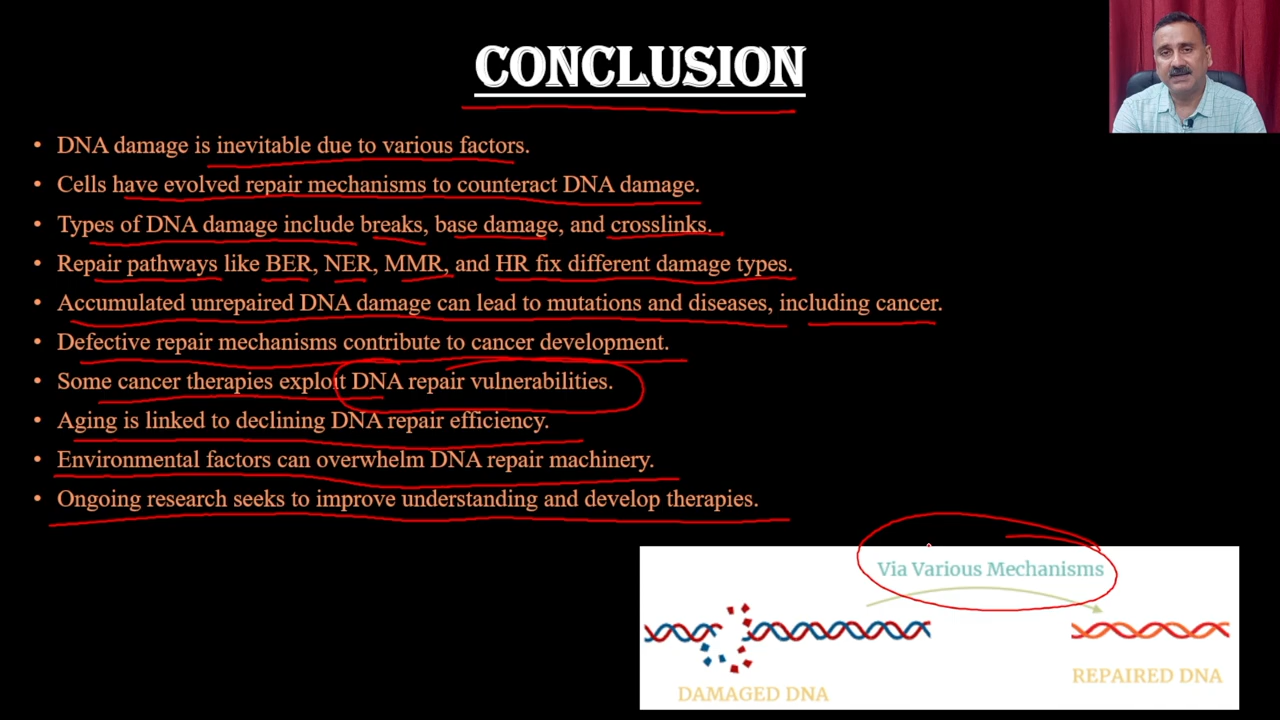 CONCLUSION
• DNA damage is inevitable due to various factors.
• Cells have evolved repair mechanisms to counteract DNA damage.
• Types of DNA damage include breaks, base damage, and crosslinks.
• Repair pathways like BER, NER, MMR, and HR fix different damage types.
• Accumulated unrepaired DNA damage can lead to mutations and diseases, including cancer.
• Defective repair mechanisms contribute to cancer development.
• Some cancer therapies exploit DNA repair vulnerabilities.
• Aging is linked to declining DNA repair efficiency.
• Environmental factors can overwhelm DNA repair machinery.
• Ongoing research seeks to improve understanding and develop therapies.
Via Various Mechanisms
DAMAGED DNA
REPAIRED DNA